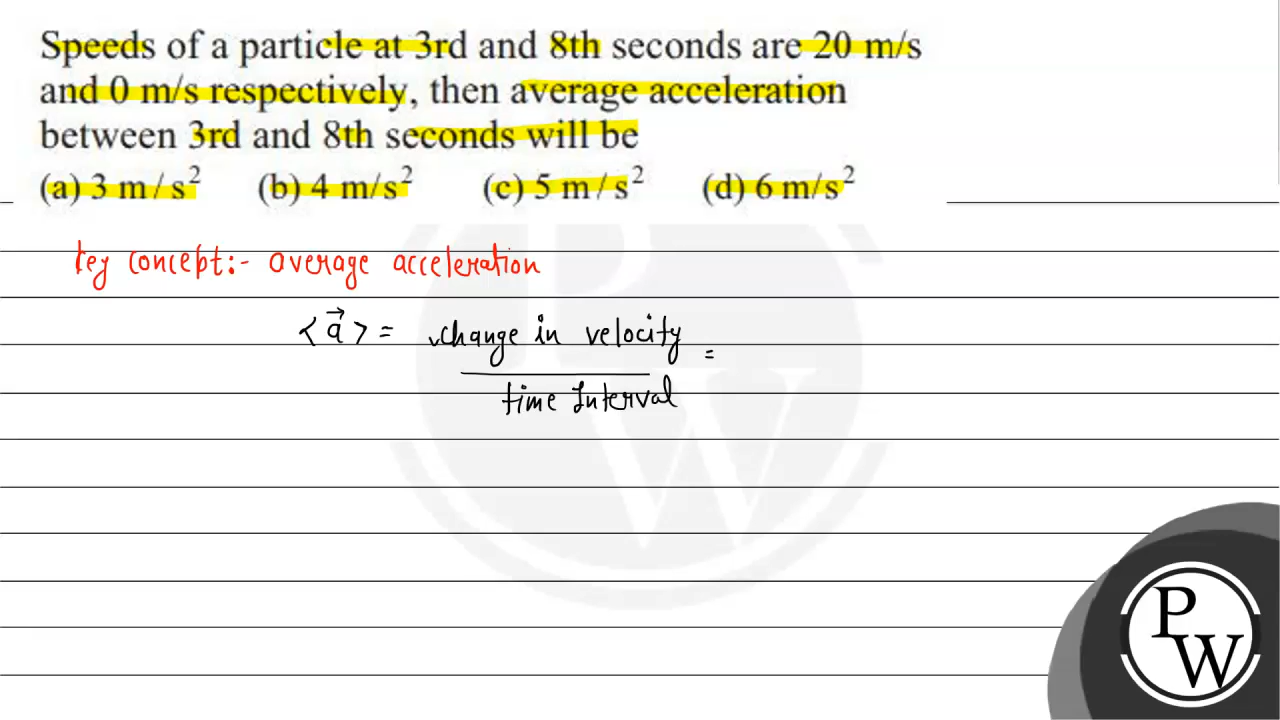 Speeds of a particle at 3rd and 8th seconds are 20 m/s
and 0 m/s respectively, then average acceleration
between 3rd and 8th seconds will be
(a) 3 m/s² (b) 4 m/s² (c) 5 m/s² (d) 6 m/s²
key concept:- average acceleration
<a⃗> = change in velocity =
time Interval
P
W
P
W